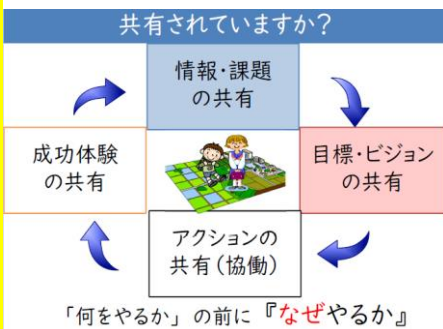 共有されていますか？
情報・課題
の共有
成功体験
の共有
目標・ビジョン
の共有
アクションの
共有（協働）
「何をやるか」の前に『なぜやるか』